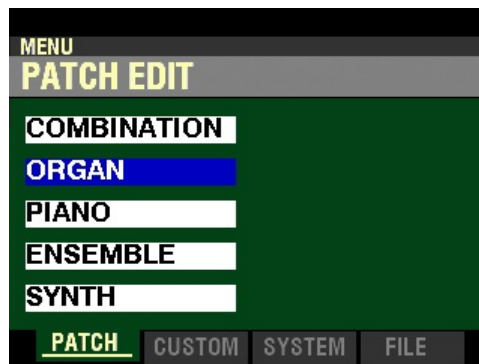 MENU
PATCH EDIT
COMBINATION
ORGAN
PIANO
ENSEMBLE
SYNTH
PATCH CUSTOM SYSTEM FILE